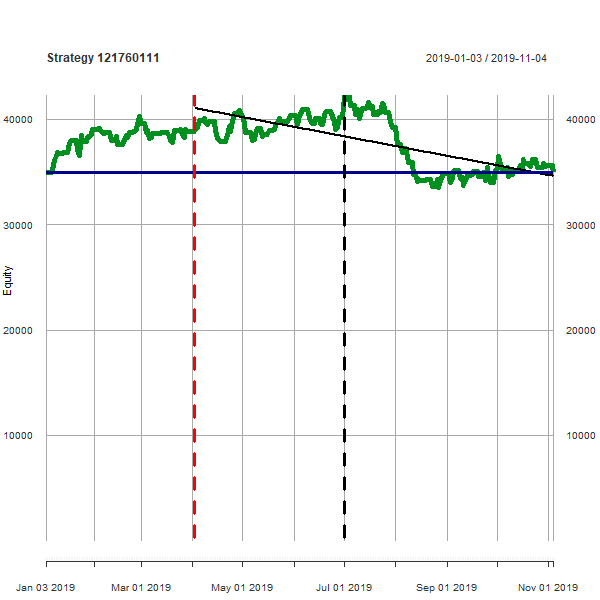 Strategy 121760111
2019-01-03 / 2019-11-04
Equity
40000
40000
30000
30000
20000
20000
10000
10000
Jan 03 2019
Mar 01 2019
May 01 2019
Jul 01 2019
Sep 01 2019
Nov 01 2019